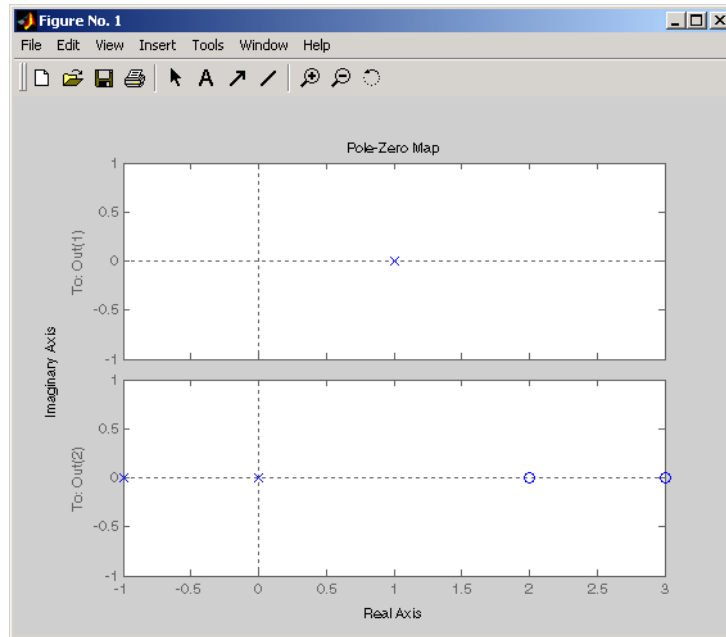 Figure No. 1
File Edit View Insert Tools Window Help
A
Pole-Zero Map
Imaginary Axis
To: Out(1)
1
0.5
0
-0.5
-1
To: Out(2)
1
0.5
0
-0.5
-1
-1 -0.5 0 0.5 1 1.5 2 2.5 3
Real Axis